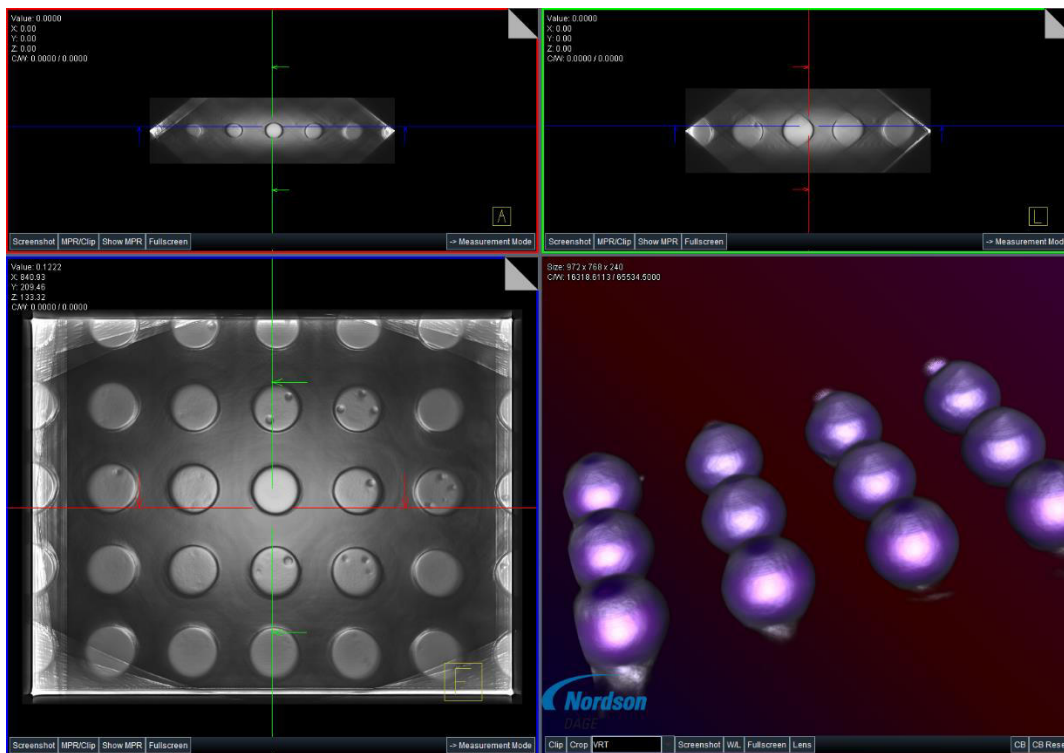 Value: 0.0000
X: 0.00
Y: 0.00
Z: 0.00
C/W: 0.0000 / 0.0000
A
Screenshot MPR/Clip Show MPR Fullscreen -> Measurement Mode
Value: 0.0000
X: 0.00
Y: 0.00
Z: 0.00
C/W: 0.0000 / 0.0000
L
Screenshot MPR/Clip Show MPR Fullscreen -> Measurement Mode
Value: 0.1222
X: 840.93
Y: 209.46
Z: 133.32
C/W: 0.0000 / 0.0000
F
Screenshot MPR/Clip Show MPR Fullscreen -> Measurement Mode
Size: 972 x 768 x 240
C/W: 16318.6113 / 65534.5000
Nordson
DAGE
Clip Crop VRT Screenshot W/L Fullscreen Lens CB CB Rese